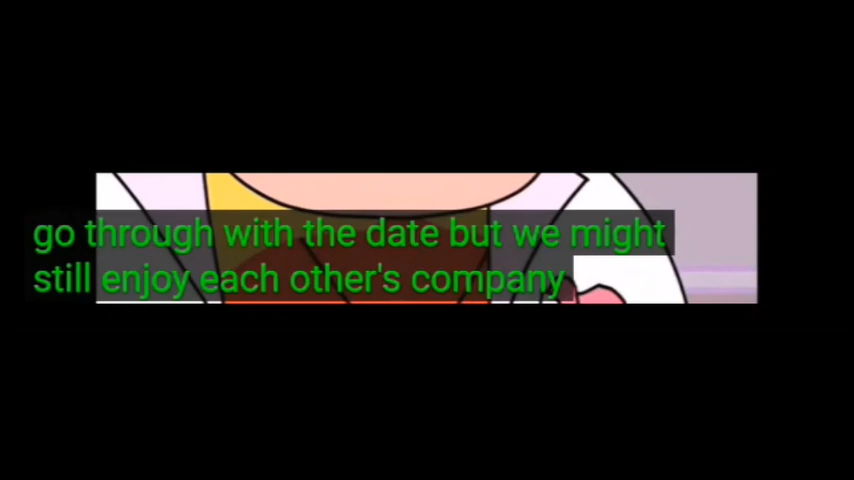 go through with the date but we might
still enjoy each other's company